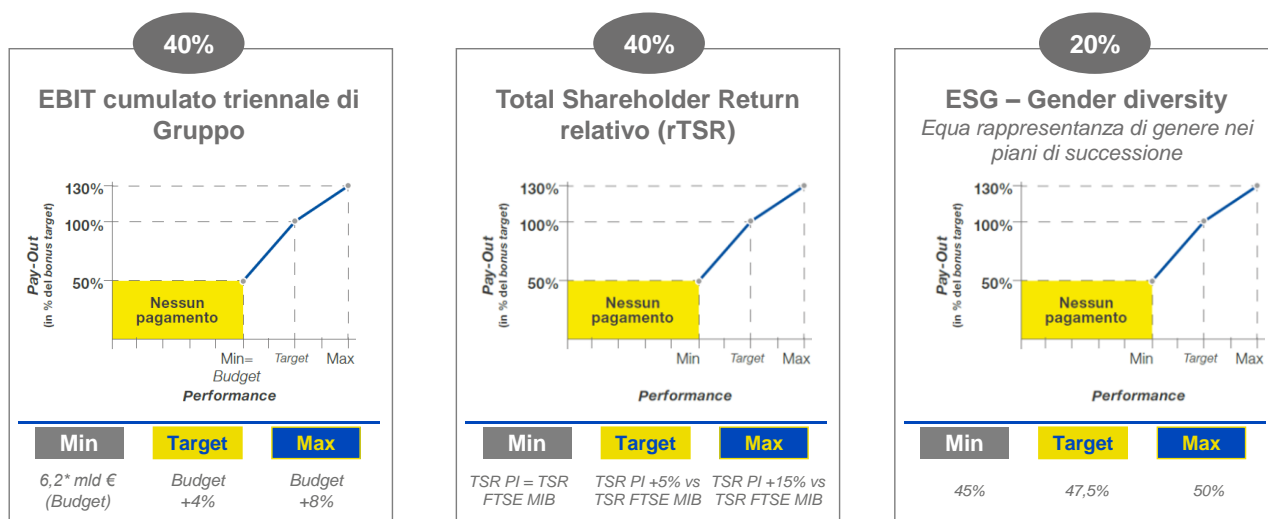 40%
EBIT cumulato triennale di
Gruppo
130%
100%
50%
Pay-Out
(in % del bonus target)
Nessun
pagamento
Min=
Budget
Target
Max
Performance
Min
Target
Max
6,2* mld €
(Budget)
Budget
+4%
Budget
+8%
40%
Total Shareholder Return
relativo (rTSR)
130%
100%
50%
Pay-Out
(in % del bonus target)
Nessun
pagamento
Min
Target
Max
Performance
Min
Target
Max
TSR PI = TSR
FTSE MIB
TSR PI +5% vs
TSR FTSE MIB
TSR PI +15% vs
TSR FTSE MIB
20%
ESG – Gender diversity
Equa rappresentanza di genere nei
piani di successione
130%
100%
50%
Pay-Out
(in % del bonus target)
Nessun
pagamento
Min
Target
Max
Performance
Min
Target
Max
45%
47,5%
50%